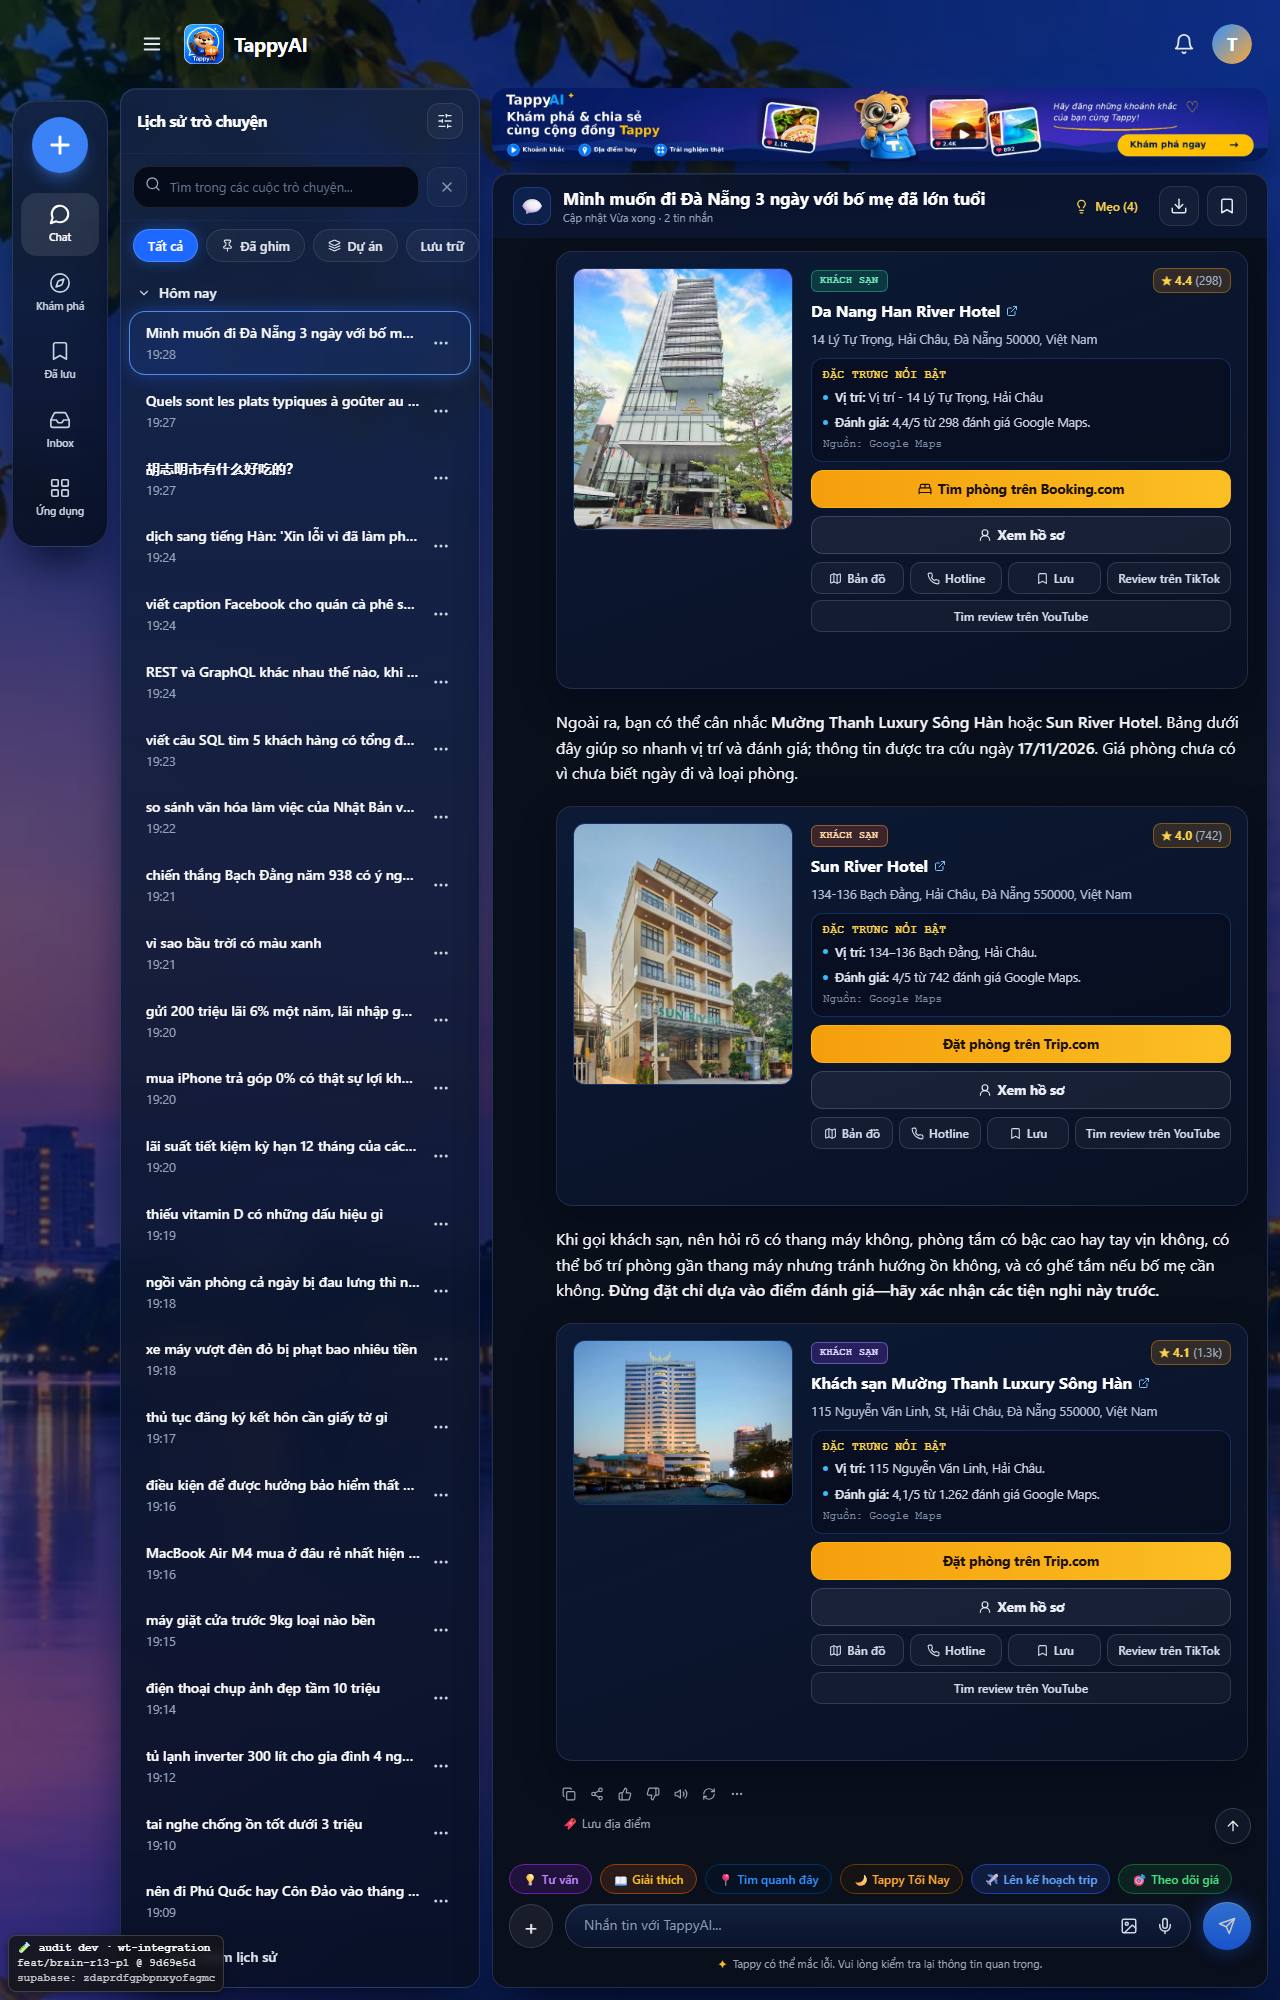 TappyAI
T
Chat
Khám phá
Đã lưu
Inbox
Ứng dụng
Lịch sử trò chuyện
Tìm trong các cuộc trò chuyện...
Tất cả
Đã ghim
Dự án
Lưu trữ
Hôm nay
Mình muốn đi Đà Nẵng 3 ngày với bố m...
19:28
Quels sont les plats typiques à goûter au ...
19:27
胡志明市有什么好吃的?
19:27
dịch sang tiếng Hàn: 'Xin lỗi vì đã làm ph...
19:24
viết caption Facebook cho quán cà phê s...
19:24
REST và GraphQL khác nhau thế nào, khi ...
19:24
viết câu SQL tìm 5 khách hàng có tổng đ...
19:23
so sánh văn hóa làm việc của Nhật Bản v...
19:22
chiến thắng Bạch Đằng năm 938 có ý ng...
19:21
vì sao bầu trời có màu xanh
19:21
gửi 200 triệu lãi 6% một năm, lãi nhập g...
19:20
mua iPhone trả góp 0% có thật sự lợi kh...
19:20
lãi suất tiết kiệm kỳ hạn 12 tháng của các...
19:20
thiếu vitamin D có những dấu hiệu gì
19:19
ngồi văn phòng cả ngày bị đau lưng thì n...
19:18
xe máy vượt đèn đỏ bị phạt bao nhiêu tiền
19:18
thủ tục đăng ký kết hôn cần giấy tờ gì
19:17
điều kiện để được hưởng bảo hiểm thất ...
19:16
MacBook Air M4 mua ở đâu rẻ nhất hiện ...
19:16
máy giặt cửa trước 9kg loại nào bền
19:15
điện thoại chụp ảnh đẹp tầm 10 triệu
19:14
tủ lạnh inverter 300 lít cho gia đình 4 ng...
19:12
tai nghe chống ồn tốt dưới 3 triệu
19:10
nên đi Phú Quốc hay Côn Đảo vào tháng ...
19:09
m lịch sử
audit dev · wt-integration
feat/brain-r13-p1 @ 9d69e5d
supabase: zdaprdfgpbpnxyofagmc
TappyAI
Khám phá & chia sẻ
cùng cộng đồng Tappy
Khoảnh khắc
Địa điểm hay
Trải nghiệm thật
1.1K
2.4K
892
Hãy đăng những khoảnh khắc
của bạn cùng Tappy!
Khám phá ngay →
Mình muốn đi Đà Nẵng 3 ngày với bố mẹ đã lớn tuổi
Cập nhật Vừa xong · 2 tin nhắn
Mẹo (4)
KHÁCH SẠN
★ 4.4 (298)
Da Nang Han River Hotel
14 Lý Tự Trọng, Hải Châu, Đà Nẵng 50000, Việt Nam
ĐẶC TRƯNG NỔI BẬT
• Vị trí: Vị trí - 14 Lý Tự Trọng, Hải Châu
• Đánh giá: 4,4/5 từ 298 đánh giá Google Maps.
Nguồn: Google Maps
Tìm phòng trên Booking.com
Xem hồ sơ
Bản đồ
Hotline
Lưu
Review trên TikTok
Tìm review trên YouTube
Ngoài ra, bạn có thể cân nhắc Mường Thanh Luxury Sông Hàn hoặc Sun River Hotel. Bảng dưới
đây giúp so nhanh vị trí và đánh giá; thông tin được tra cứu ngày 17/11/2026. Giá phòng chưa có
vì chưa biết ngày đi và loại phòng.
SUN RIVER
KHÁCH SẠN
★ 4.0 (742)
Sun River Hotel
134-136 Bạch Đằng, Hải Châu, Đà Nẵng 550000, Việt Nam
ĐẶC TRƯNG NỔI BẬT
• Vị trí: 134–136 Bạch Đằng, Hải Châu.
• Đánh giá: 4/5 từ 742 đánh giá Google Maps.
Nguồn: Google Maps
Đặt phòng trên Trip.com
Xem hồ sơ
Bản đồ
Hotline
Lưu
Tìm review trên YouTube
Khi gọi khách sạn, nên hỏi rõ có thang máy không, phòng tắm có bậc cao hay tay vịn không, có
thể bố trí phòng gần thang máy nhưng tránh hướng ồn không, và có ghế tắm nếu bố mẹ cần
không. Đừng đặt chỉ dựa vào điểm đánh giá—hãy xác nhận các tiện nghi này trước.
KHÁCH SẠN
★ 4.1 (1.3k)
Khách sạn Mường Thanh Luxury Sông Hàn
115 Nguyễn Văn Linh, St, Hải Châu, Đà Nẵng 550000, Việt Nam
ĐẶC TRƯNG NỔI BẬT
• Vị trí: 115 Nguyễn Văn Linh, Hải Châu.
• Đánh giá: 4,1/5 từ 1.262 đánh giá Google Maps.
Nguồn: Google Maps
Đặt phòng trên Trip.com
Xem hồ sơ
Bản đồ
Hotline
Lưu
Review trên TikTok
Tìm review trên YouTube
Lưu địa điểm
Tư vấn
Giải thích
Tìm quanh đây
Tappy Tối Nay
Lên kế hoạch trip
Theo dõi giá
Nhắn tin với TappyAI...
Tappy có thể mắc lỗi. Vui lòng kiểm tra lại thông tin quan trọng.